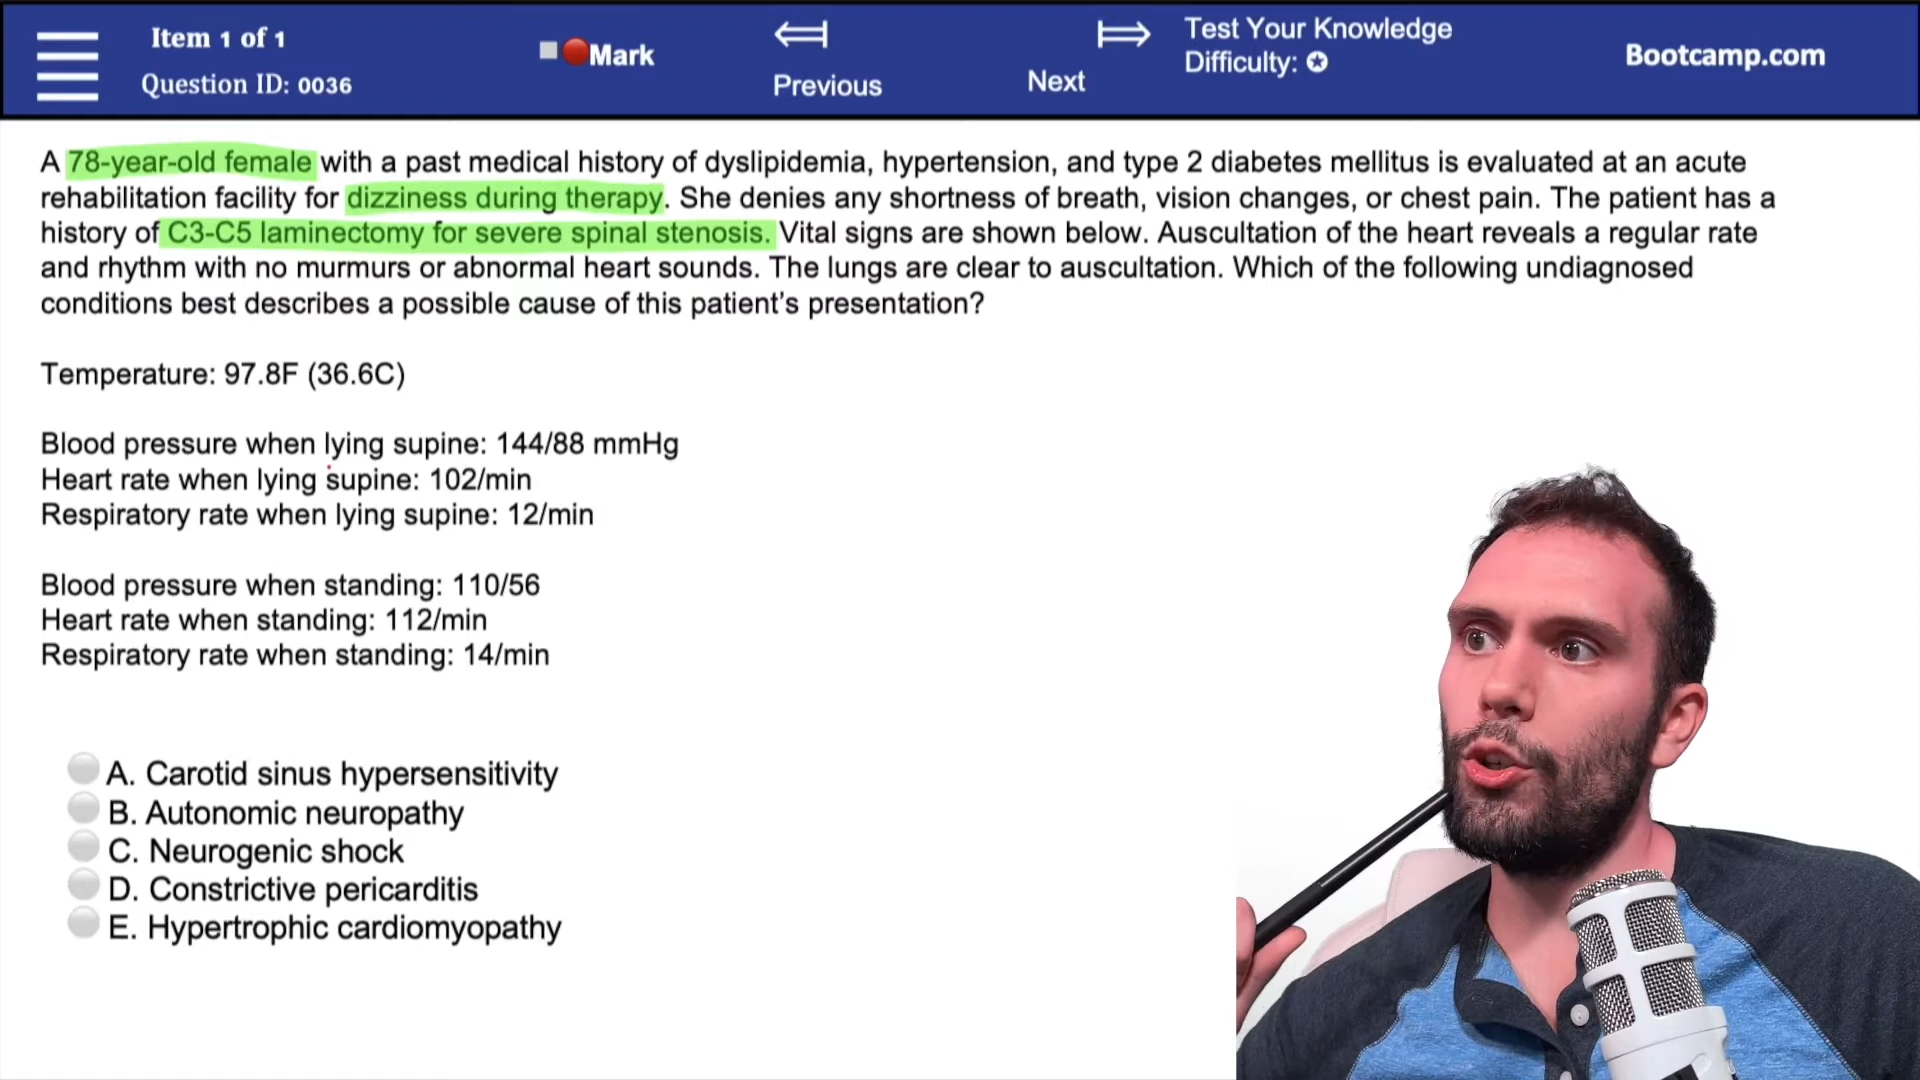 Item 1 of 1
Question ID: 0036
Mark
Previous
Next
Test Your Knowledge
Difficulty:
Bootcamp.com
A 78-year-old female with a past medical history of dyslipidemia, hypertension, and type 2 diabetes mellitus is evaluated at an acute
rehabilitation facility for dizziness during therapy. She denies any shortness of breath, vision changes, or chest pain. The patient has a
history of C3-C5 laminectomy for severe spinal stenosis. Vital signs are shown below. Auscultation of the heart reveals a regular rate
and rhythm with no murmurs or abnormal heart sounds. The lungs are clear to auscultation. Which of the following undiagnosed
conditions best describes a possible cause of this patient's presentation?
Temperature: 97.8F (36.6C)
Blood pressure when lying supine: 144/88 mmHg
Heart rate when lying supine: 102/min
Respiratory rate when lying supine: 12/min
Blood pressure when standing: 110/56
Heart rate when standing: 112/min
Respiratory rate when standing: 14/min
A. Carotid sinus hypersensitivity
B. Autonomic neuropathy
C. Neurogenic shock
D. Constrictive pericarditis
E. Hypertrophic cardiomyopathy